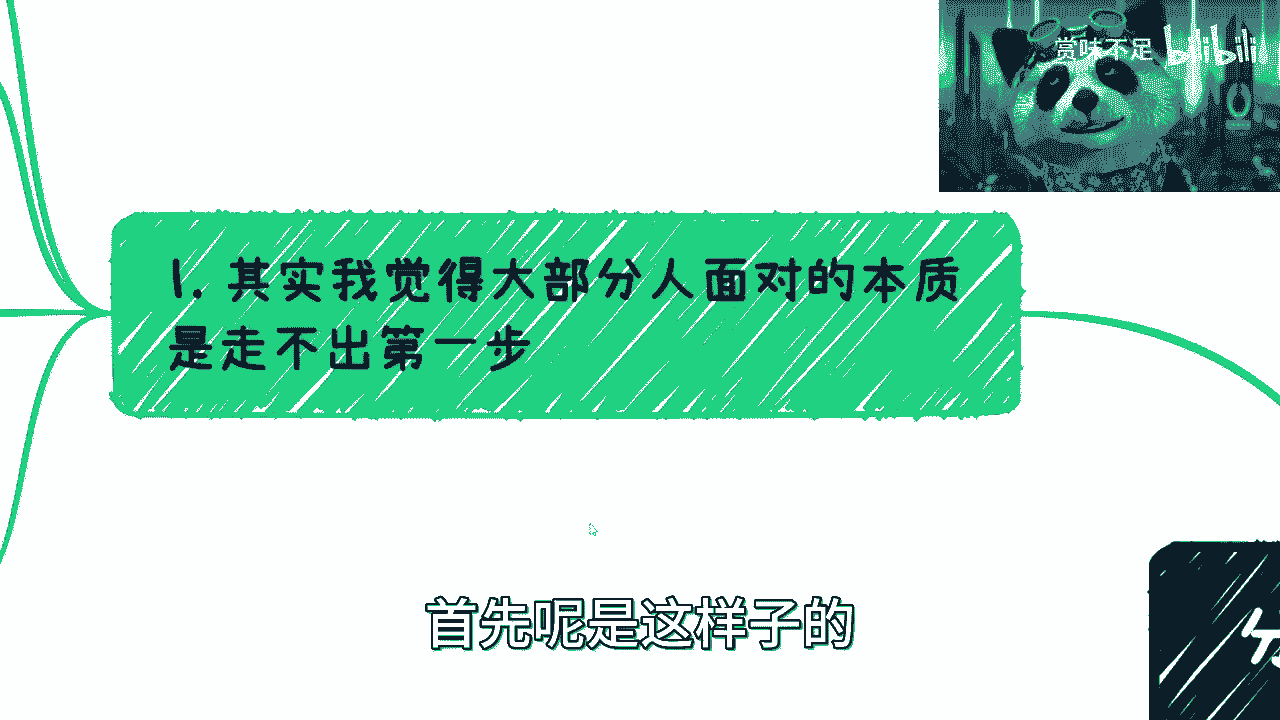 赏味不足 bilibili
1. 其实我觉得大部分人面对的本质
是走不出第一步
首先呢是这样子的